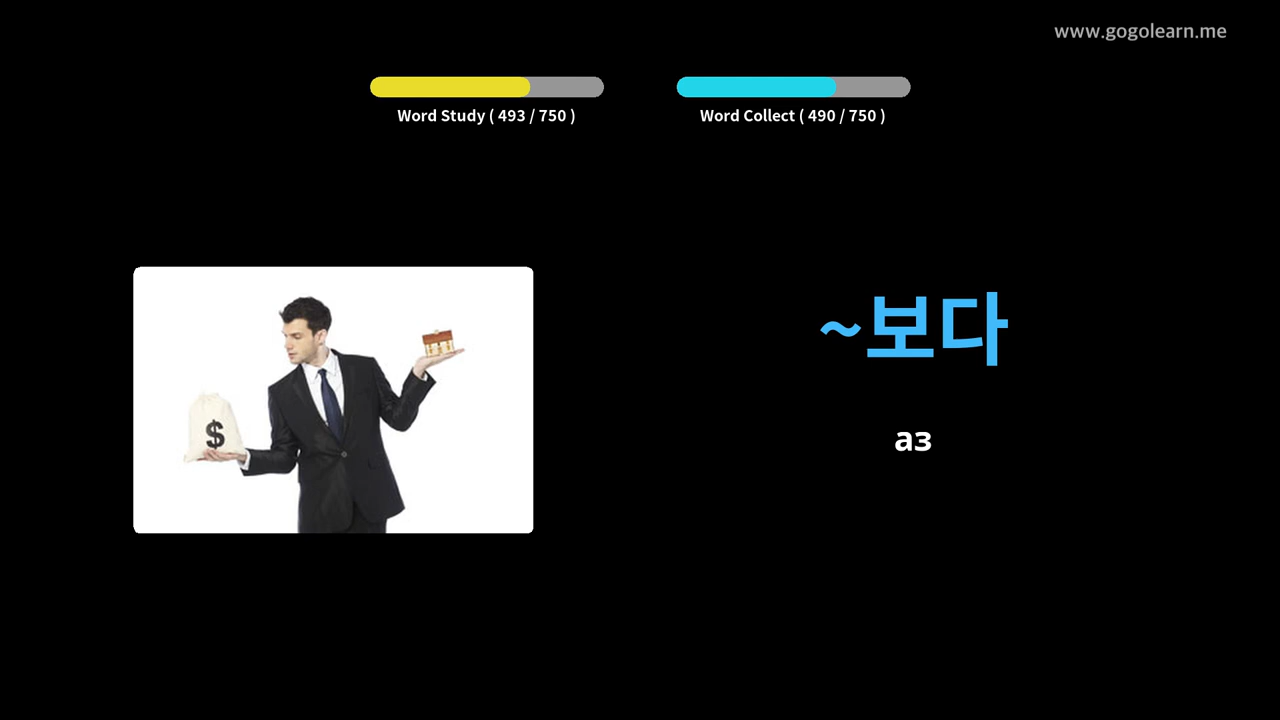 www.gogolearn.me
Word Study ( 493 / 750 )
Word Collect ( 490 / 750 )
~보다
аз
$